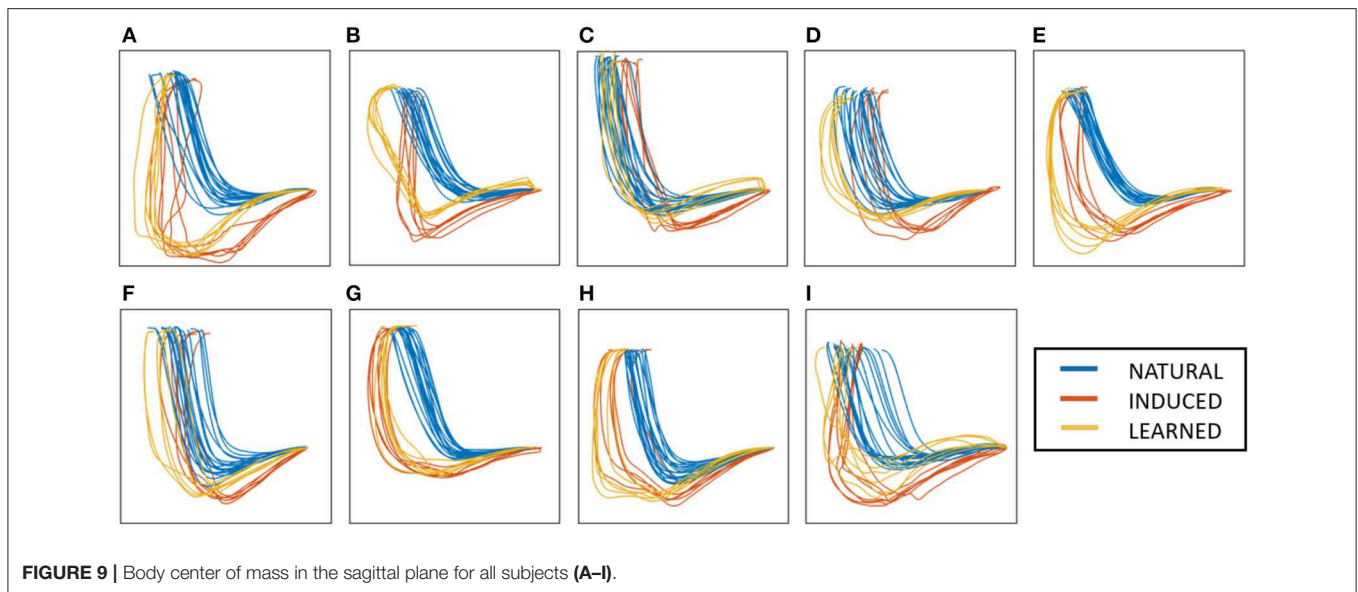 A
B
C
D
E
F
G
H
I
NATURAL
INDUCED
LEARNED
FIGURE 9 | Body center of mass in the sagittal plane for all subjects (A–I).